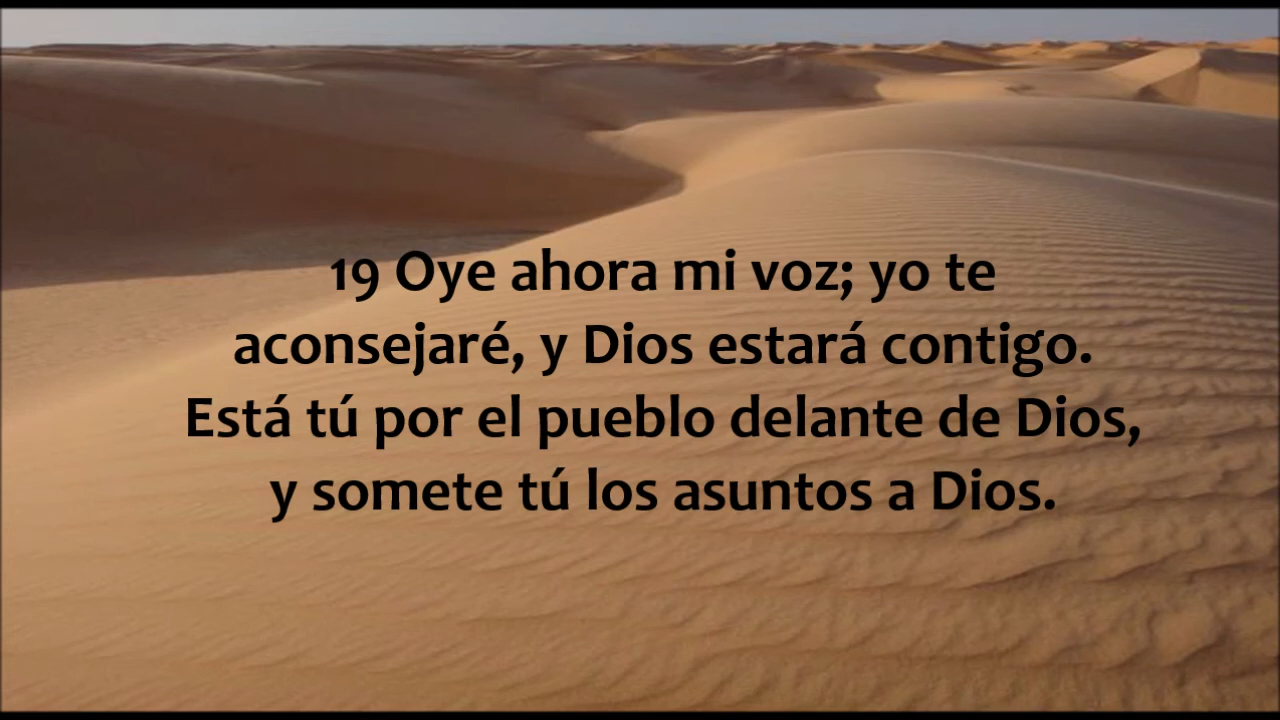 19 Oye ahora mi voz; yo te
aconsejaré, y Dios estará contigo.
Está tú por el pueblo delante de Dios,
y somete tú los asuntos a Dios.